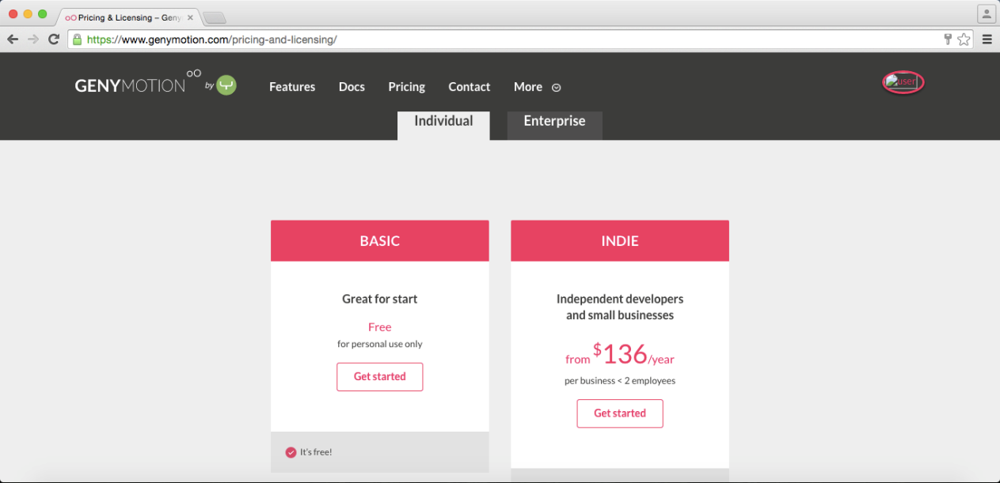 Pricing & Licensing – Geny
https://www.genymotion.com/pricing-and-licensing/
GENYMOTION by
Features Docs Pricing Contact More
user
Individual Enterprise
BASIC
Great for start
Free
for personal use only
Get started
It's free!
INDIE
Independent developers
and small businesses
from $136/year
per business < 2 employees
Get started